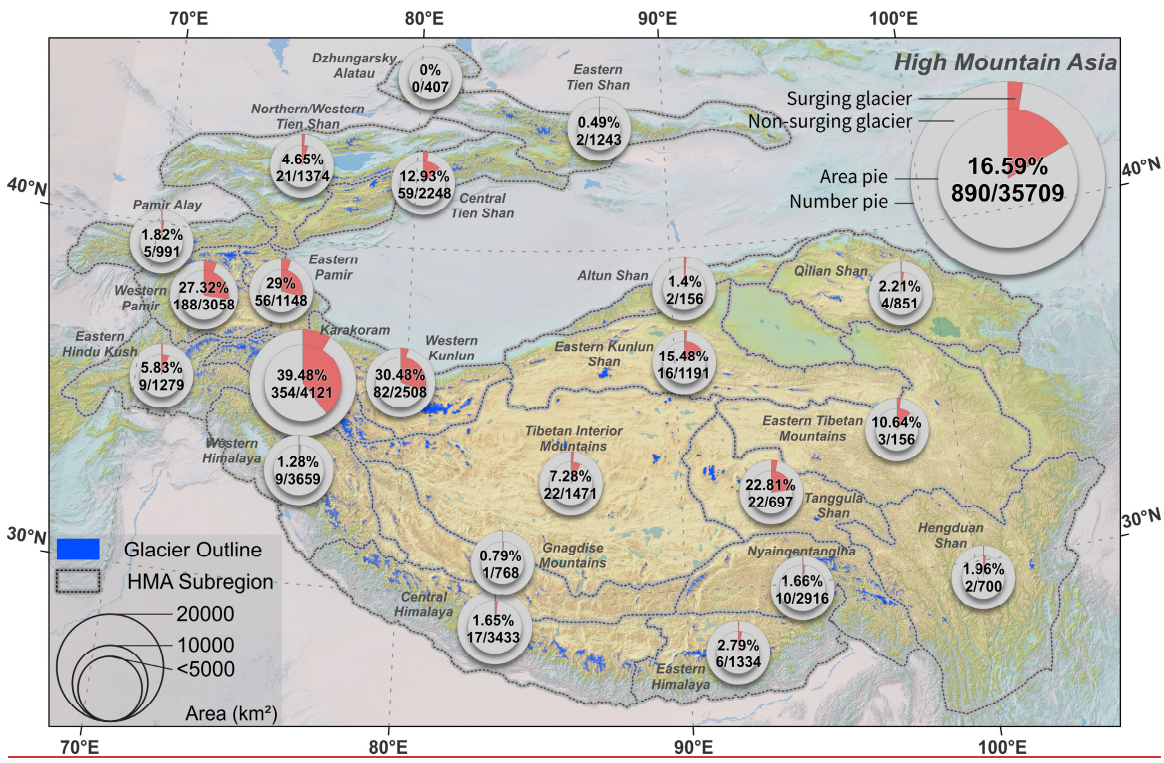 70°E 80°E 90°E 100°E
High Mountain Asia
Surging glacier
Non-surging glacier
Area pie
Number pie
16.59%
890/35709
Dzhungarsky
Alatau
0%
0/407
Eastern
Tien Shan
0.49%
2/1243
Northern/Western
Tien Shan
4.65%
21/1374
12.93%
59/2248
Central
Tien Shan
40°N
40°N
Pamir Alay
1.82%
5/991
Western
Pamir
27.32%
188/3058
Eastern
Pamir
29%
56/1148
Altun Shan
1.4%
2/156
Qilian Shan
2.21%
4/851
Eastern
Hindu Kush
5.83%
9/1279
Karakoram
39.48%
354/4121
Western
Kunlun
30.48%
82/2508
Eastern Kunlun
Shan
15.48%
16/1191
Eastern Tibetan
Mountains
10.64%
3/156
Western
Himalaya
1.28%
9/3659
Tibetan Interior
Mountains
7.28%
22/1471
22.81%
22/697
Tanggula
Shan
30°N
30°N
Hengduan
Shan
1.96%
2/700
0.79%
1/768
Gnagdise
Mountains
Nyainqentanglha
1.66%
10/2916
Central
Himalaya
1.65%
17/3433
2.79%
6/1334
Eastern
Himalaya
Glacier Outline
HMA Subregion
20000
10000
<5000
Area (km²)
70°E 80°E 90°E 100°E